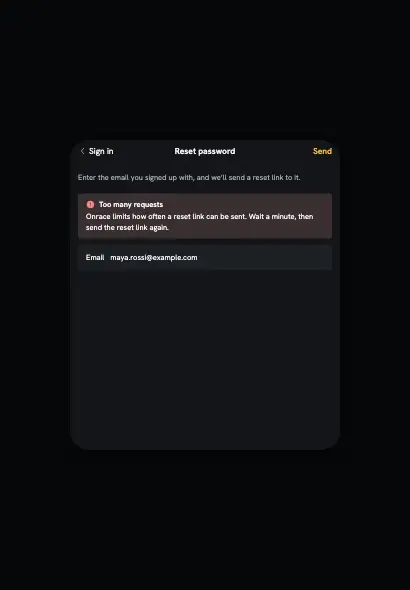 Sign in
Reset password
Send
Enter the email you signed up with, and we'll send a reset link to it.
Too many requests
Onrace limits how often a reset link can be sent. Wait a minute, then
send the reset link again.
Email maya.rossi@example.com